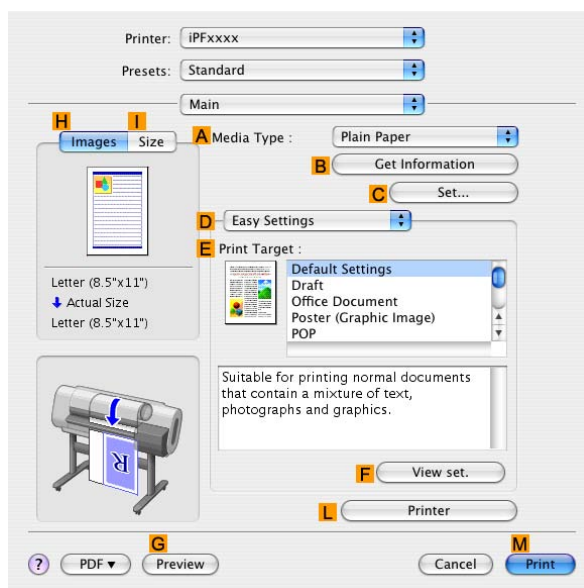 Printer: iPFxxxx
Presets: Standard
Main
H I
Images Size
A Media Type : Plain Paper
B Get Information
C Set...
D Easy Settings
E Print Target :
Default Settings
Draft
Office Document
Poster (Graphic Image)
POP
Letter (8.5"x11")
Actual Size
Letter (8.5"x11")
Suitable for printing normal documents
that contain a mixture of text,
photographs and graphics.
R
F View set.
L Printer
G M
? PDF Preview Cancel Print